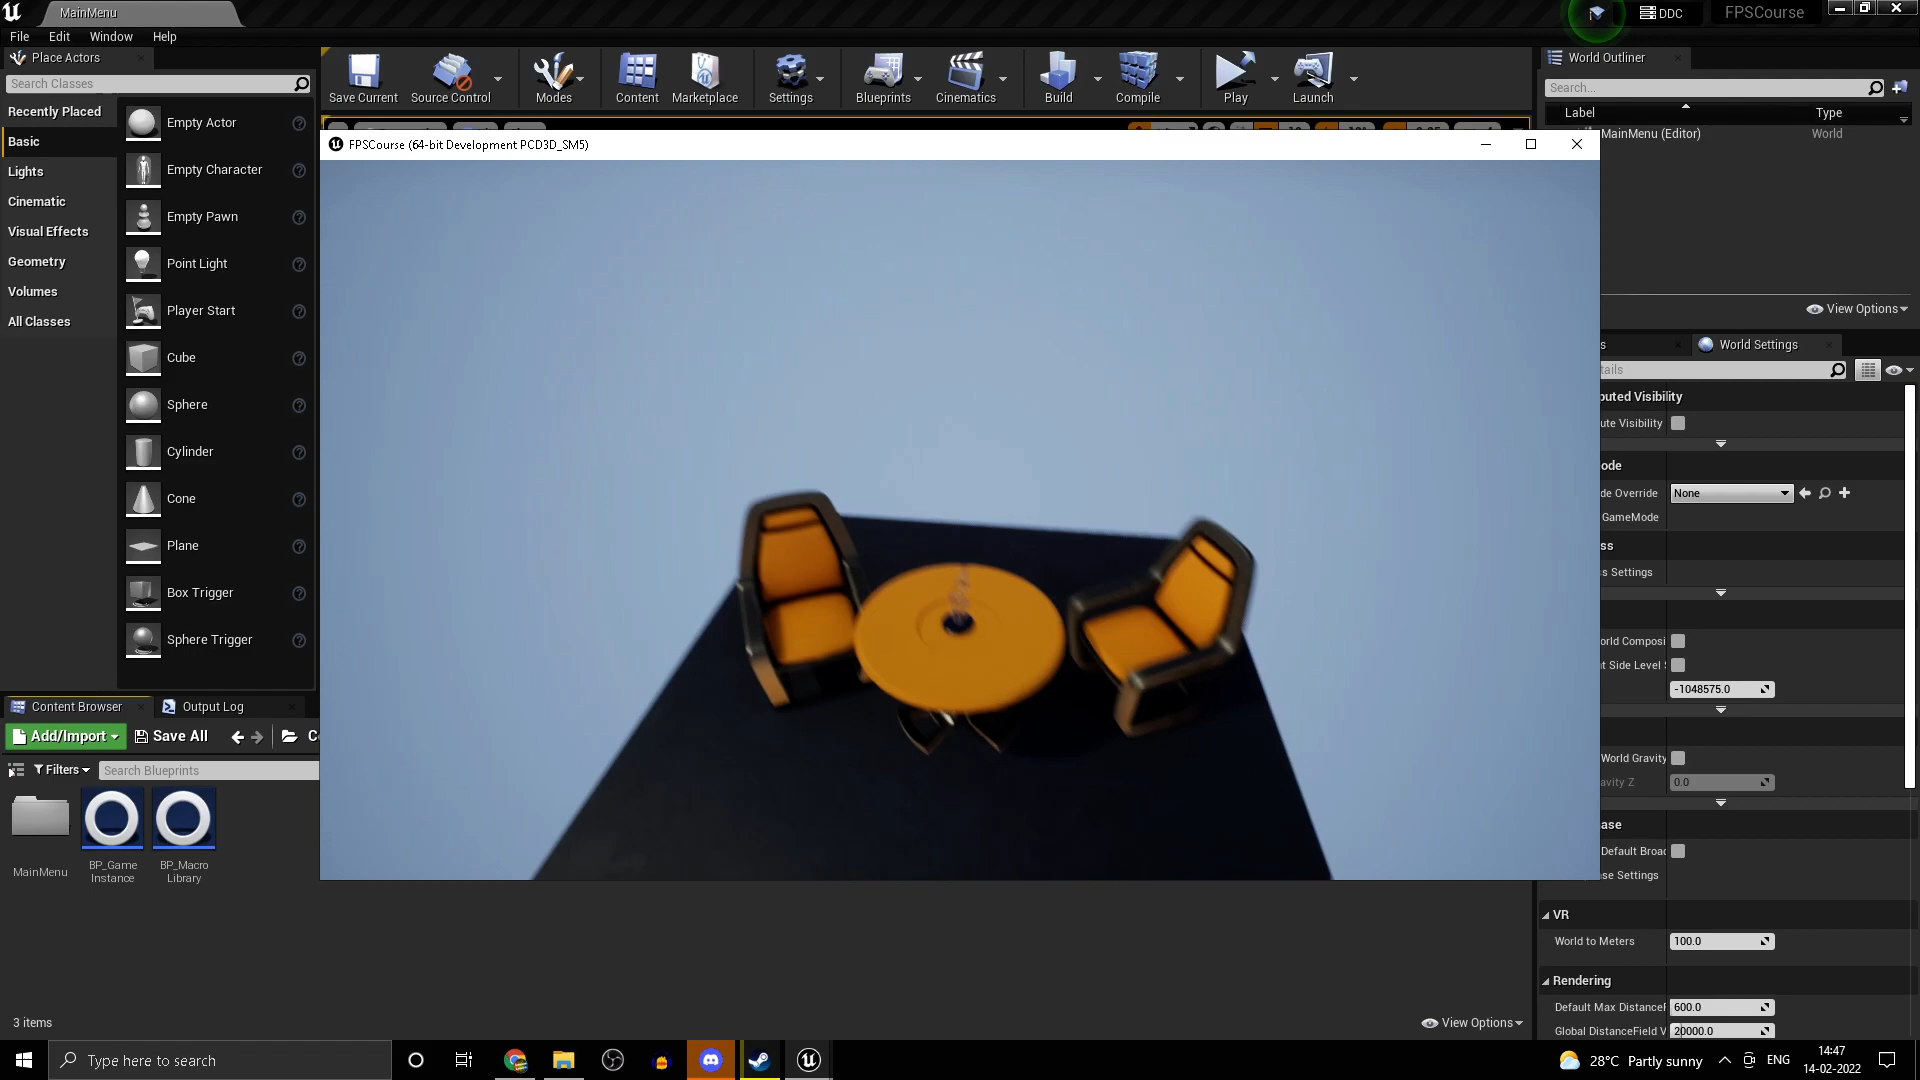 MainMenu
DDC
FPSCourse
File Edit Window Help
Place Actors
Search Classes
Recently Placed
Basic
Lights
Cinematic
Visual Effects
Geometry
Volumes
All Classes
Empty Actor
Empty Character
Empty Pawn
Point Light
Player Start
Cube
Sphere
Cylinder
Cone
Plane
Box Trigger
Sphere Trigger
Save Current
Source Control
Modes
Content
Marketplace
Settings
Blueprints
Cinematics
Build
Compile
Play
Launch
FPSCourse (64-bit Development PCD3D_SM5)
World Outliner
Search...
Label Type
MainMenu (Editor) World
View Options
s
World Settings
tails
outed Visibility
ute Visibility
ode
de Override None
GameMode
ss
s Settings
orld Composi
t Side Level S
-1048575.0
World Gravity
avity Z 0.0
ase
Default Broad
se Settings
VR
World to Meters 100.0
Rendering
Default Max DistanceF 600.0
Global DistanceField V 20000.0
Content Browser
Output Log
Add/Import Save All
Filters Search Blueprints
MainMenu
BP_Game
Instance
BP_Macro
Library
3 items
View Options
Type here to search
28°C Partly sunny
ENG
14:47
14-02-2022